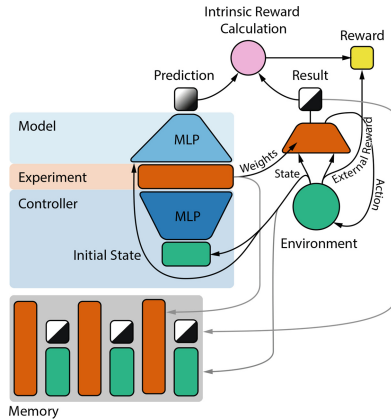 Intrinsic Reward
Calculation
Reward
Prediction
Result
Model
MLP
Weights
Experiment
State
External Reward
Action
Controller
MLP
Initial State
Environment
Memory